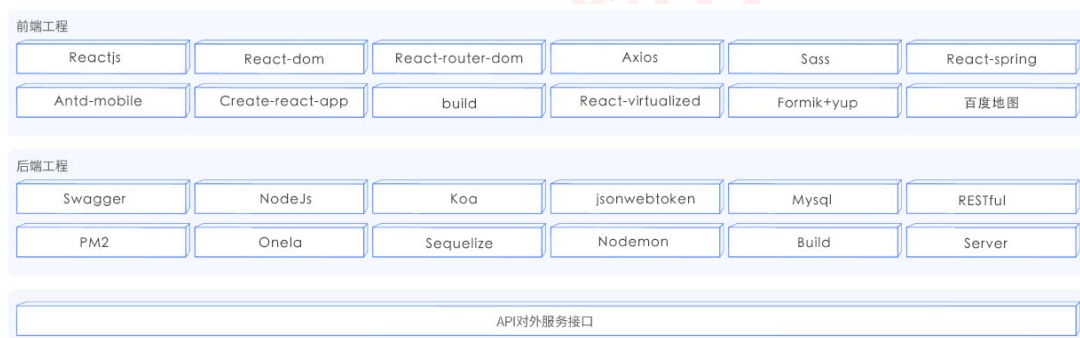 前端工程
Reactjs React-dom React-router-dom Axios Sass React-spring
Antd-mobile Create-react-app build React-virtualized Formik+yup 百度地图
后端工程
Swagger NodeJs Koa jsonwebtoken Mysql RESTful
PM2 Onela Sequelize Nodemon Build Server
API对外服务接口